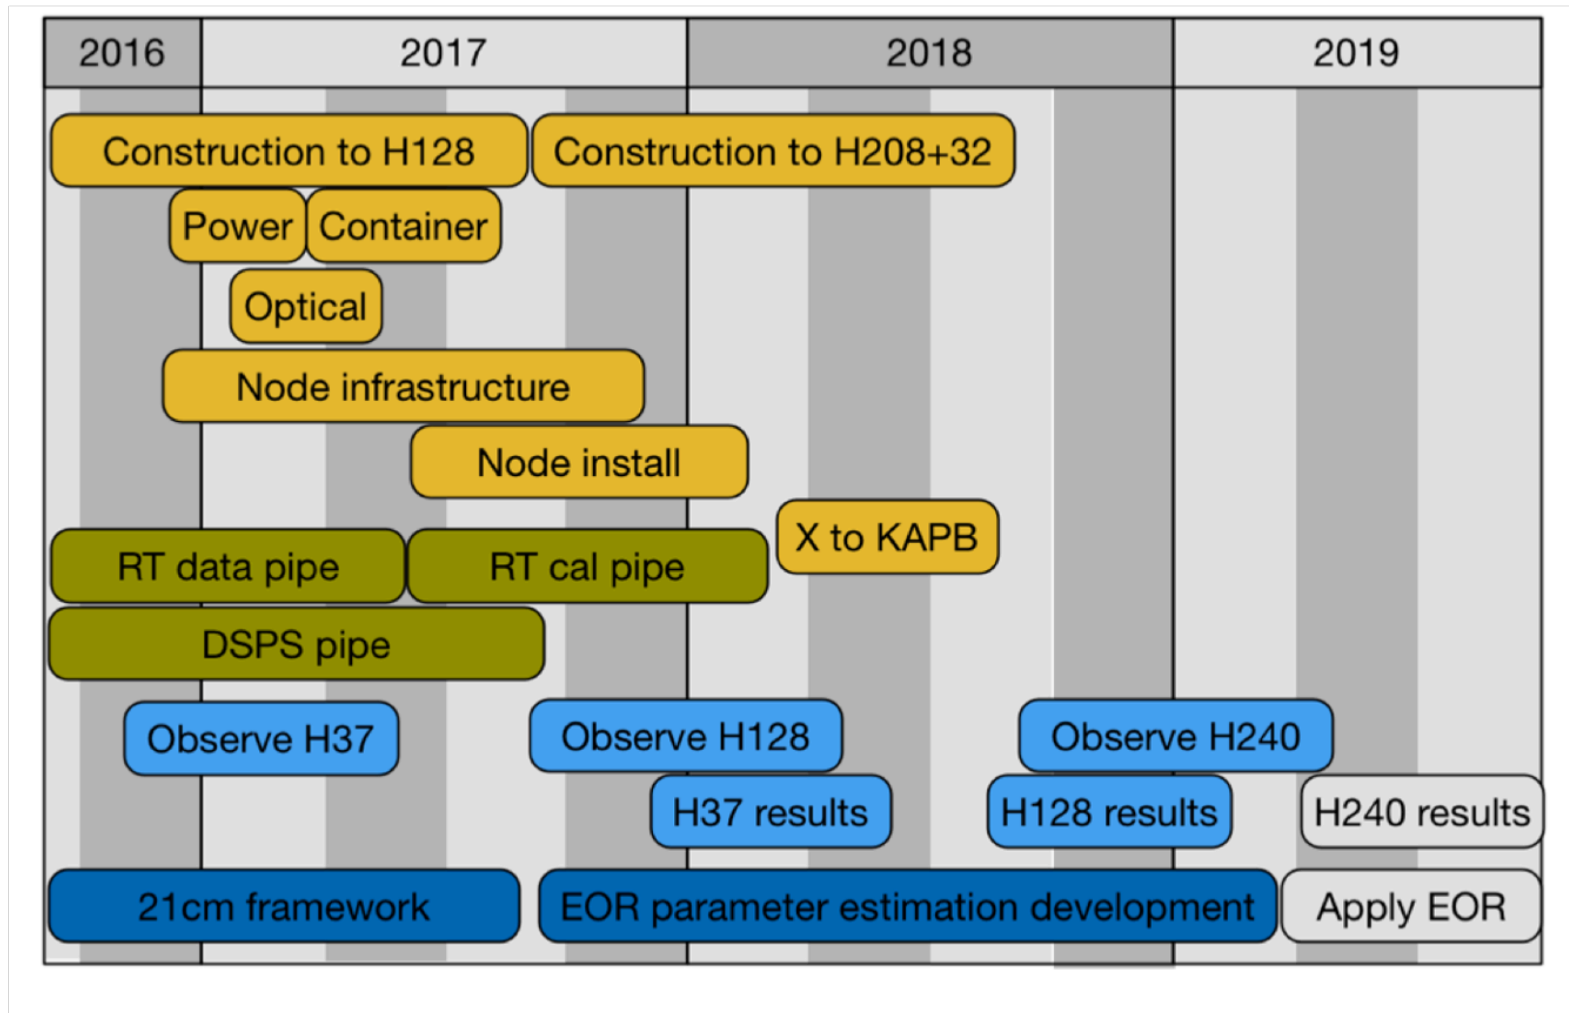 2016 2017 2018 2019
Construction to H128 Construction to H208+32
Power Container
Optical
Node infrastructure
Node install
X to KAPB
RT data pipe RT cal pipe
DSPS pipe
Observe H37 Observe H128 Observe H240
H37 results H128 results H240 results
21cm framework EOR parameter estimation development Apply EOR